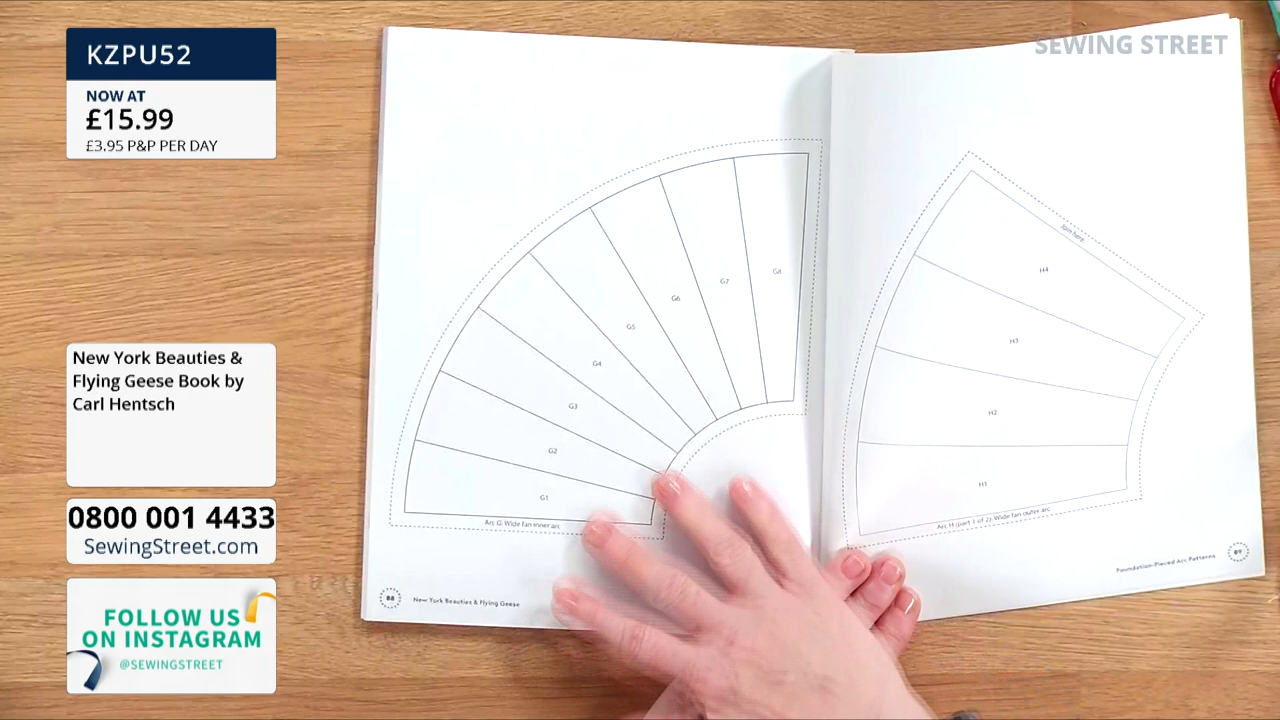 KZPU52
NOW AT
£15.99
£3.95 P&P PER DAY
New York Beauties &
Flying Geese Book by
Carl Hentsch
0800 001 4433
SewingStreet.com
FOLLOW US
ON INSTAGRAM
@SEWINGSTREET
SEWING STREET
G8
G7
G6
G5
G4
G3
G2
G1
Arc G: Wide fan inner arc
88
New York Beauties & Flying Geese
Join here.
H4
H3
H2
H1
Arc H (part 1 of 2): Wide fan outer arc
Foundation-Pieced Arc Patterns
89